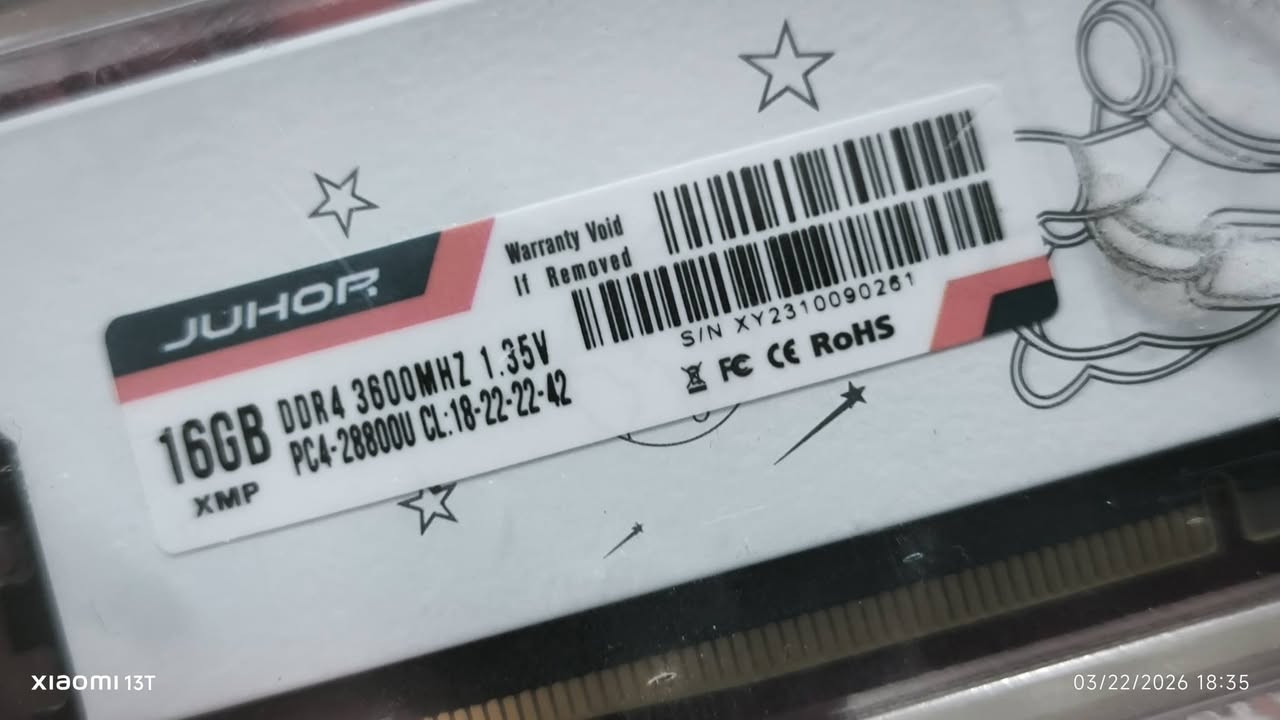 JUHOR
Warranty Void
If Removed
16GB
DDR4 3600MHZ 1.35V
PC4-28800U CL:18-22-22-42
XMP
S/N XY2310090261
FC CE RoHS
XIAOMI 13T
03/22/2026 18:35